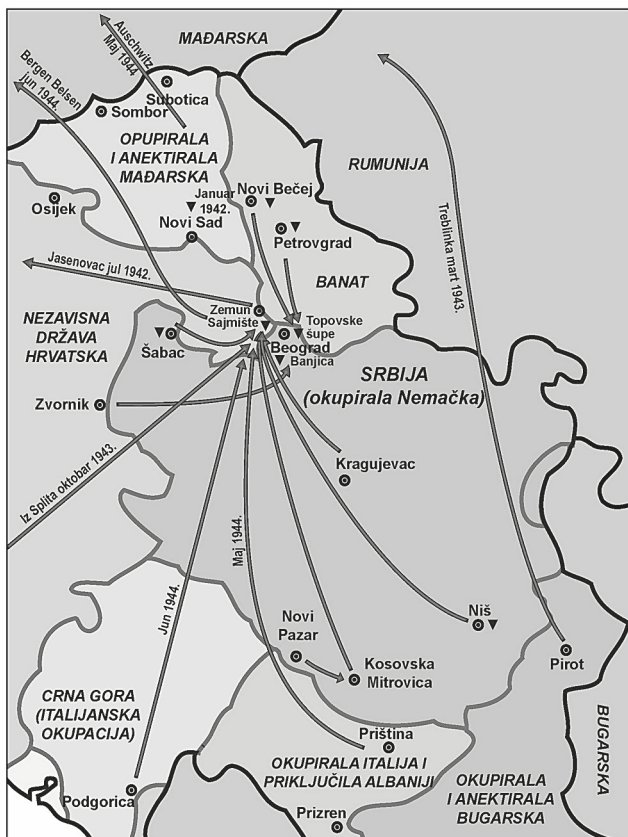 MAĐARSKA
Auschwitz
Maj 1944
Bergen Belsen
jun 1944.
Subotica
Sombor
OPUPIRALA
I ANEKTIRALA
MAĐARSKA
RUMUNIJA
Osijek
Januar
1942.
Novi Sad
Novi Bečej
Petrovgrad
BANAT
Treblinka mart 1943.
Jasenovac jul 1942.
Zemun
Sajmište
Topovske
šupe
Beograd
Banjica
NEZAVISNA
DRŽAVA
HRVATSKA
Šabac
SRBIJA
(okupirala Nemačka)
Zvornik
Kragujevac
Iz Splita oktobar 1943.
Maj 1944.
Jun 1944.
Niš
Novi
Pazar
Kosovska
Mitrovica
Pirot
CRNA GORA
(ITALIJANSKA
OKUPACIJA)
Priština
OKUPIRALA ITALIJA I
PRIKLJUČILA ALBANIJI
BUGARSKA
Podgorica
Prizren
OKUPIRALA
I ANEKTIRALA
BUGARSKA